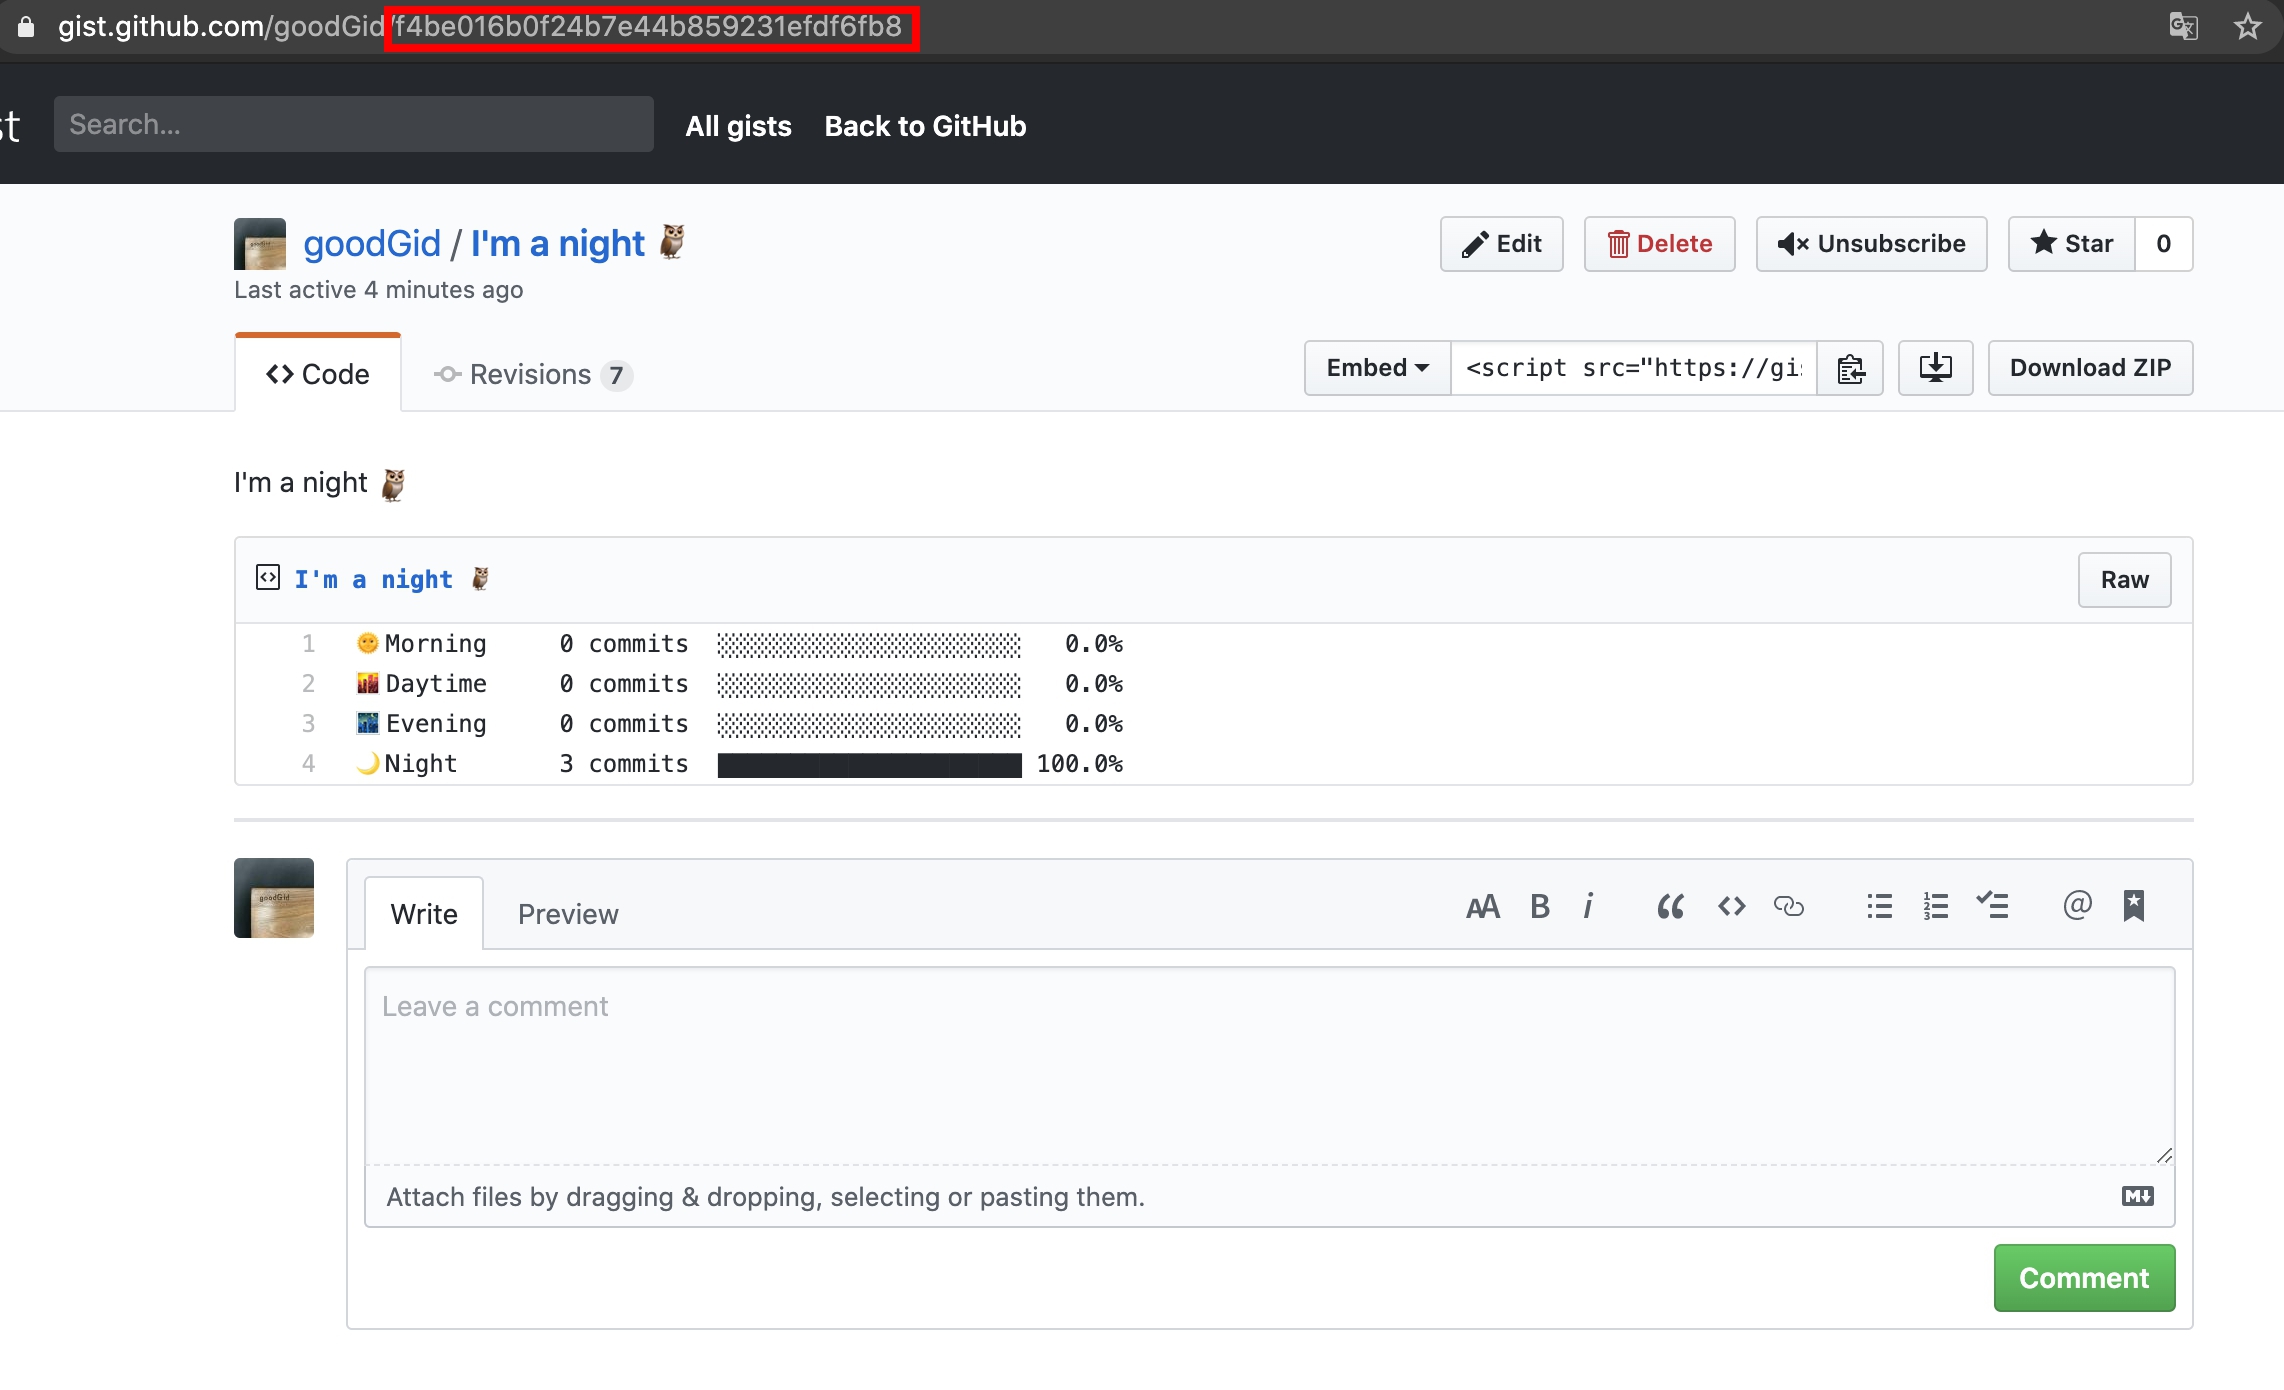 gist.github.com/goodGid/f4be016b0f24b7e44b859231efdf6fb8
st Search... All gists Back to GitHub
goodGid / I'm a night 🦉
Edit Delete Unsubscribe Star 0
Last active 4 minutes ago
Code Revisions 7
Embed <script src="https://gis Download ZIP
I'm a night 🦉
I'm a night 🦉 Raw
1 🌞Morning 0 commits ░░░░░░░░░░░░░░░░░░░░░ 0.0%
2 🌆Daytime 0 commits ░░░░░░░░░░░░░░░░░░░░░ 0.0%
3 🌃Evening 0 commits ░░░░░░░░░░░░░░░░░░░░░ 0.0%
4 🌙Night 3 commits █████████████████████ 100.0%
goodGid
Write Preview
Leave a comment
Attach files by dragging & dropping, selecting or pasting them.
Comment